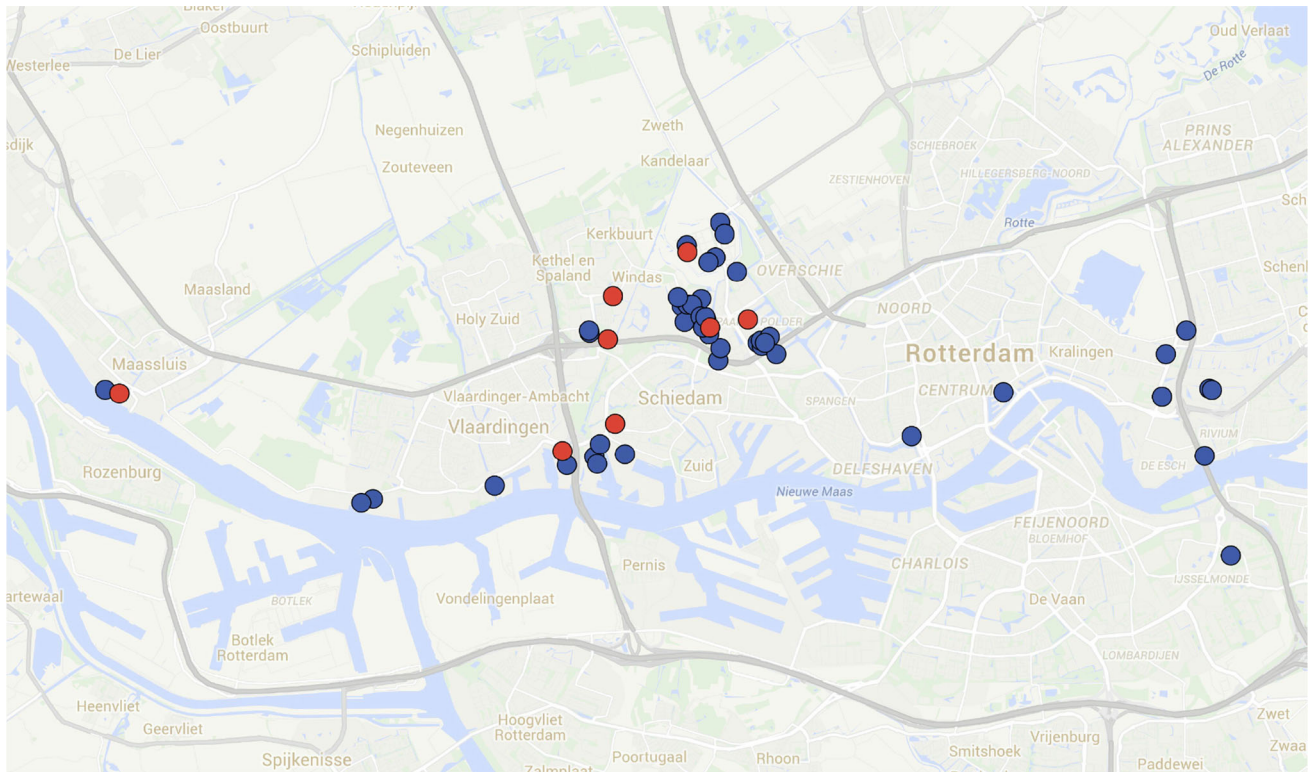 Oostbuurt
Oud Verlaat
Schipluiden
De Lier
Westerlee
De Rotte
Zweth
Negenhuizen
PRINS
ALEXANDER
SCHIEBROEK
Kandelaar
Zouteveen
HILLEGERSBERG-NOORD
ZESTIENHOVEN
Rotte
Kerkbuurt
Kethel en
Spaland
Windas
OVERSCHIE
Maasland
NOORD
Holy Zuid
POLDER
Rotterdam
Kralingen
Maassluis
CENTRUM
Vlaardinger-Ambacht
Schiedam
SPANGEN
Vlaardingen
RIVIUM
Rozenburg
Zuid
DELFSHAVEN
DE ESCH
Nieuwe Maas
FEIJENOORD
BLOEMHOF
Pernis
CHARLOIS
IJSSELMONDE
artewaal
BOTLEK
Vondelingenplaat
De Vaan
Botlek
Rotterdam
LOMBARDIJEN
Heenvliet
Geervliet
Hoogvliet
Rotterdam
Zwet
Vrijenburg
Smitshoek
Spijkenisse
Poortugaal
Rhoon
Paddewei